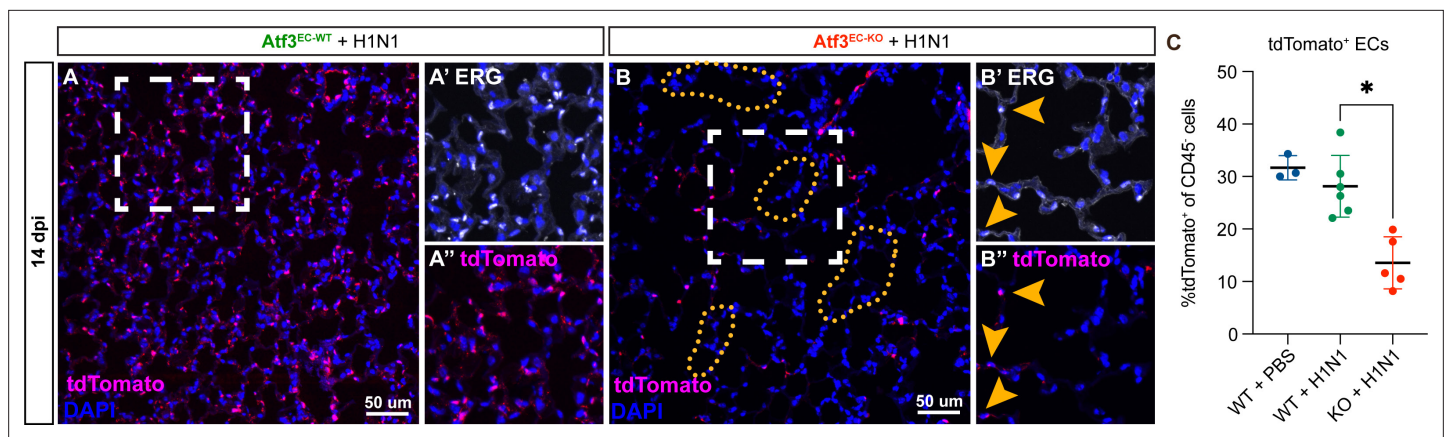 Atf3EC-WT + H1N1
Atf3EC-KO + H1N1
14 dpi
A
tdTomato
DAPI
50 um
A' ERG
A'' tdTomato
B
tdTomato
DAPI
50 um
B' ERG
B'' tdTomato
C
tdTomato+ ECs
%tdTomato+ of CD45- cells
50
40
30
20
10
0
*
WT + PBS
WT + H1N1
KO + H1N1